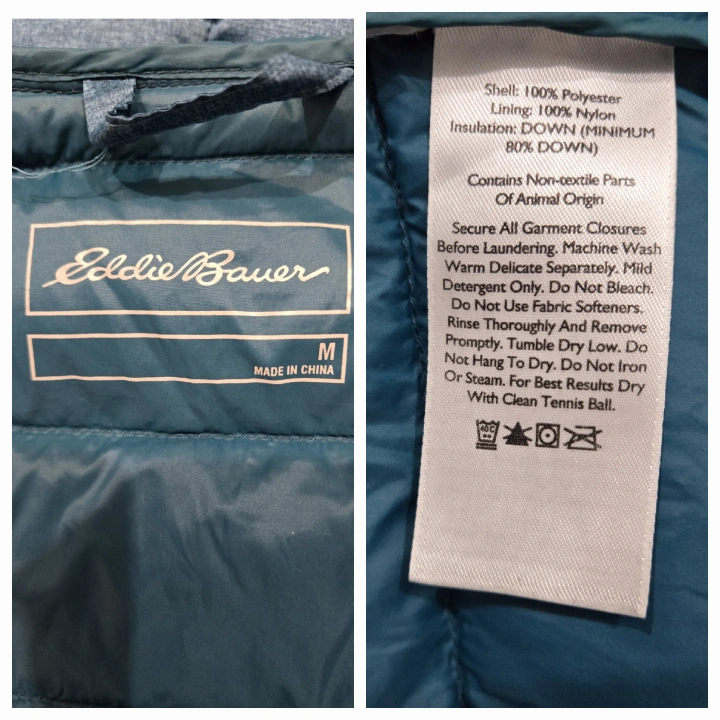 Eddie Bauer
M
MADE IN CHINA
Shell: 100% Polyester
Lining: 100% Nylon
Insulation: DOWN (MINIMUM
80% DOWN)
Contains Non-textile Parts
Of Animal Origin
Secure All Garment Closures
Before Laundering. Machine Wash
Warm Delicate Separately. Mild
Detergent Only. Do Not Bleach.
Do Not Use Fabric Softeners.
Rinse Thoroughly And Remove
Promptly. Tumble Dry Low. Do
Not Hang To Dry. Do Not Iron
Or Steam. For Best Results Dry
With Clean Tennis Ball.
40C